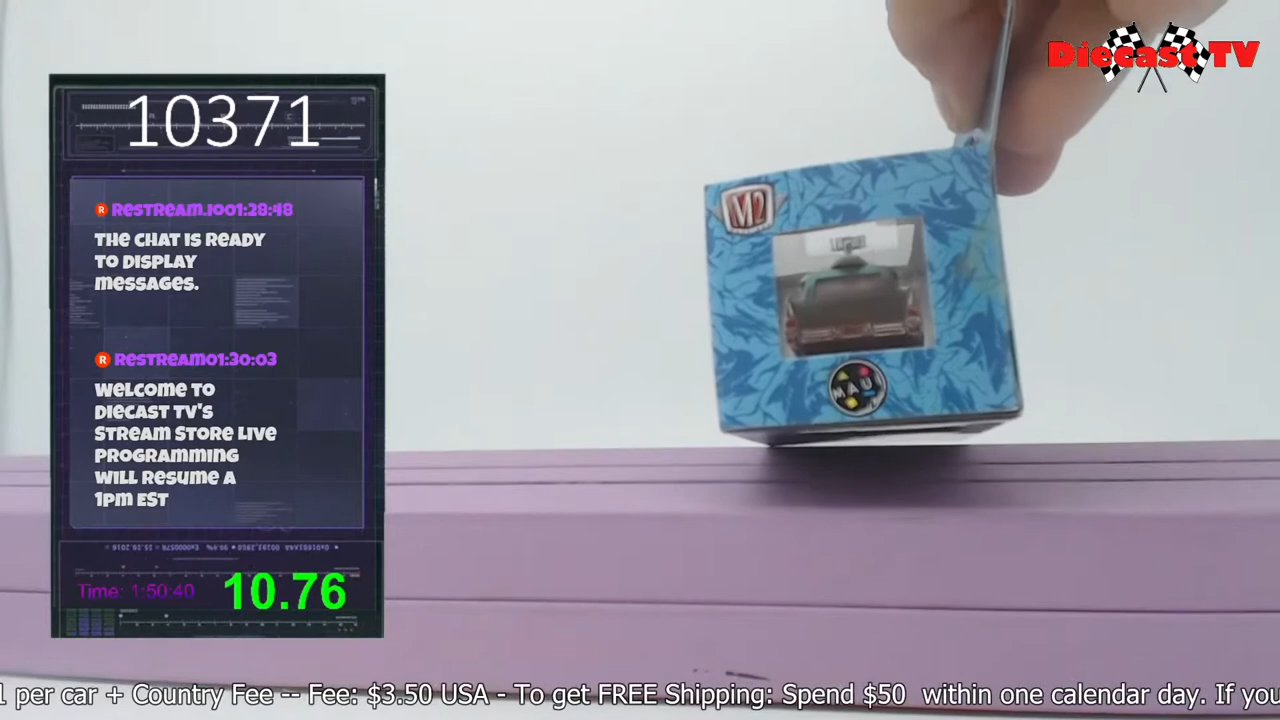 10371
Restream.io01:28:48
THE CHAT IS READY
TO DISPLAY
MESSAGES.
Restream01:30:03
WELCOME TO
DIECAST TV'S
STREAM STORE LIVE
PROGRAMMING
WILL RESUME A
1PM EST
Time: 1:50:40
10.76
Diecast TV
M2
MAUI
1 per car + Country Fee -- Fee: $3.50 USA - To get FREE Shipping: Spend $50 within one calendar day. If you